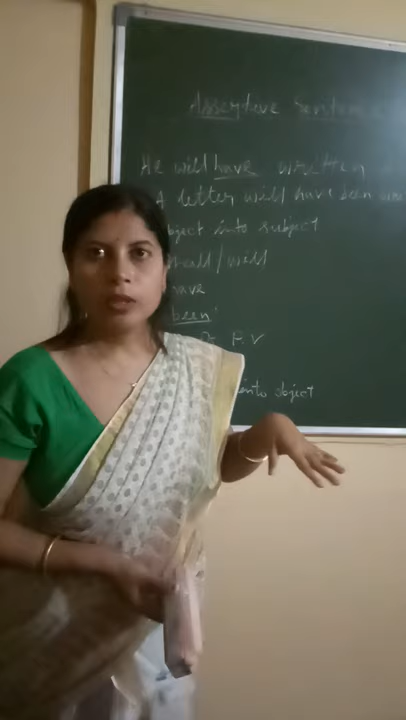 Assertive Sentence
He will have written
A letter will have been
object into subject
shall/will
have
been'
P.V
into object